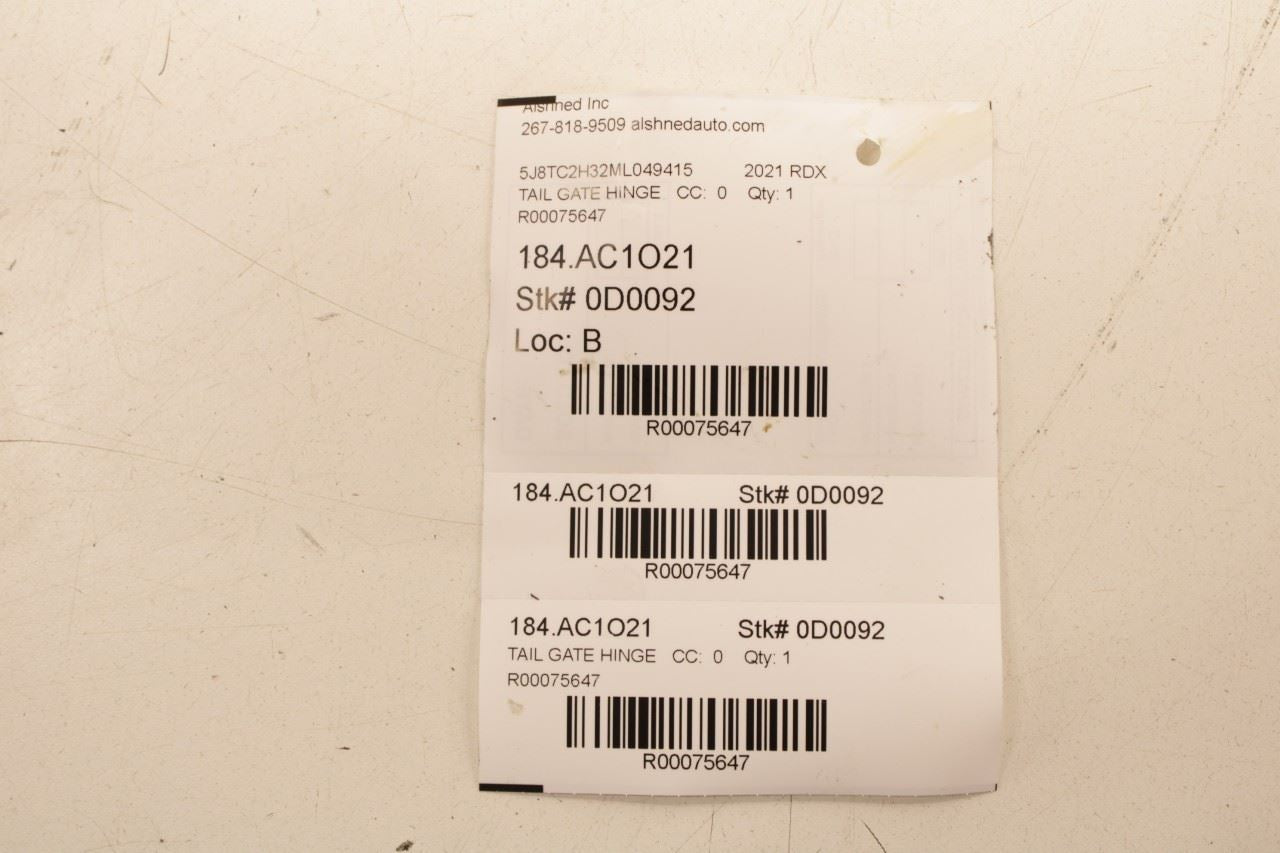 Alshned Inc
267-818-9509 alshnedauto.com
5J8TC2H32ML049415 2021 RDX
TAIL GATE HINGE CC: 0 Qty: 1
R00075647
184.AC1O21
Stk# 0D0092
Loc: B
R00075647
184.AC1O21 Stk# 0D0092
R00075647
184.AC1O21 Stk# 0D0092
TAIL GATE HINGE CC: 0 Qty: 1
R00075647
R00075647